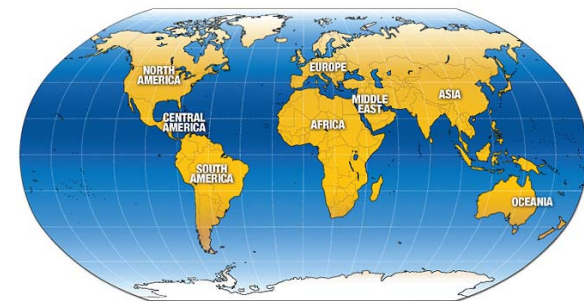 NORTH
AMERICA
EUROPE
ASIA
MIDDLE
EAST
CENTRAL
AMERICA
AFRICA
SOUTH
AMERICA
OCEANIA